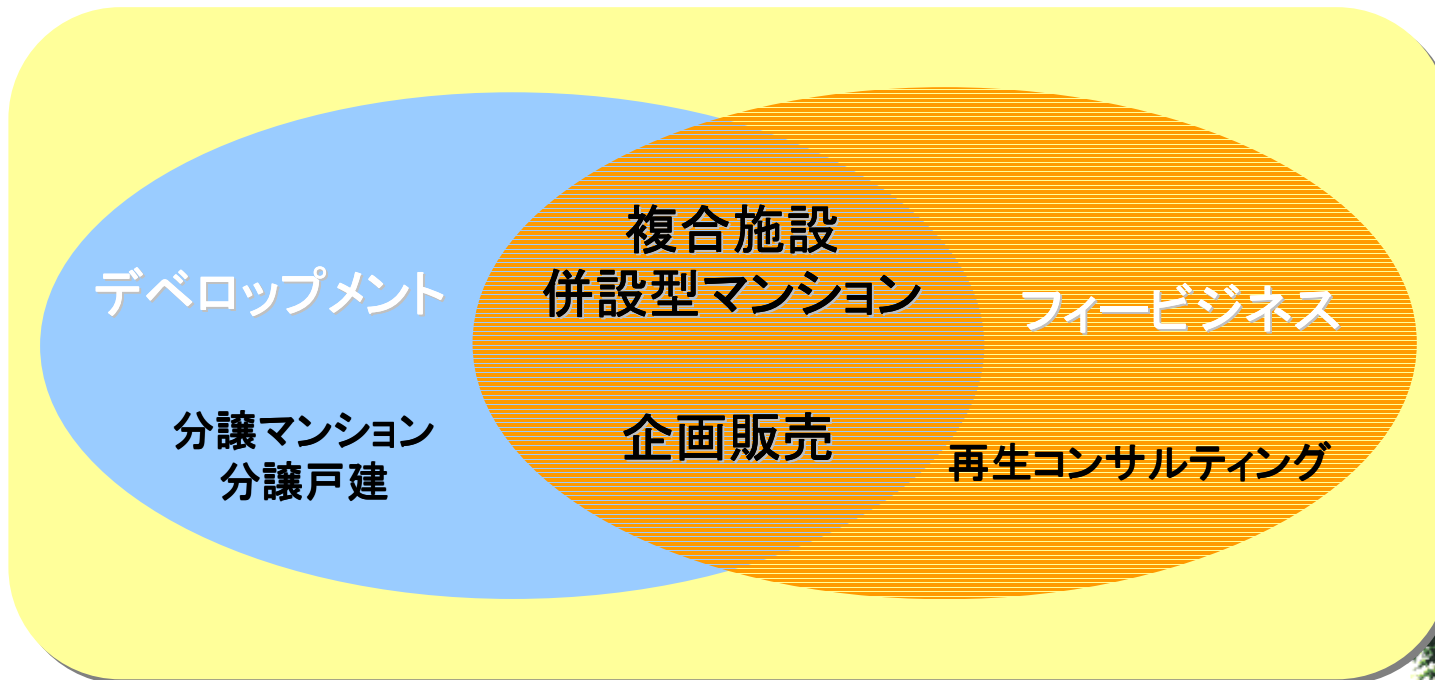 デベロップメント
分譲マンション
分譲戸建
複合施設
併設型マンション
企画販売
フィービジネス
再生コンサルティング